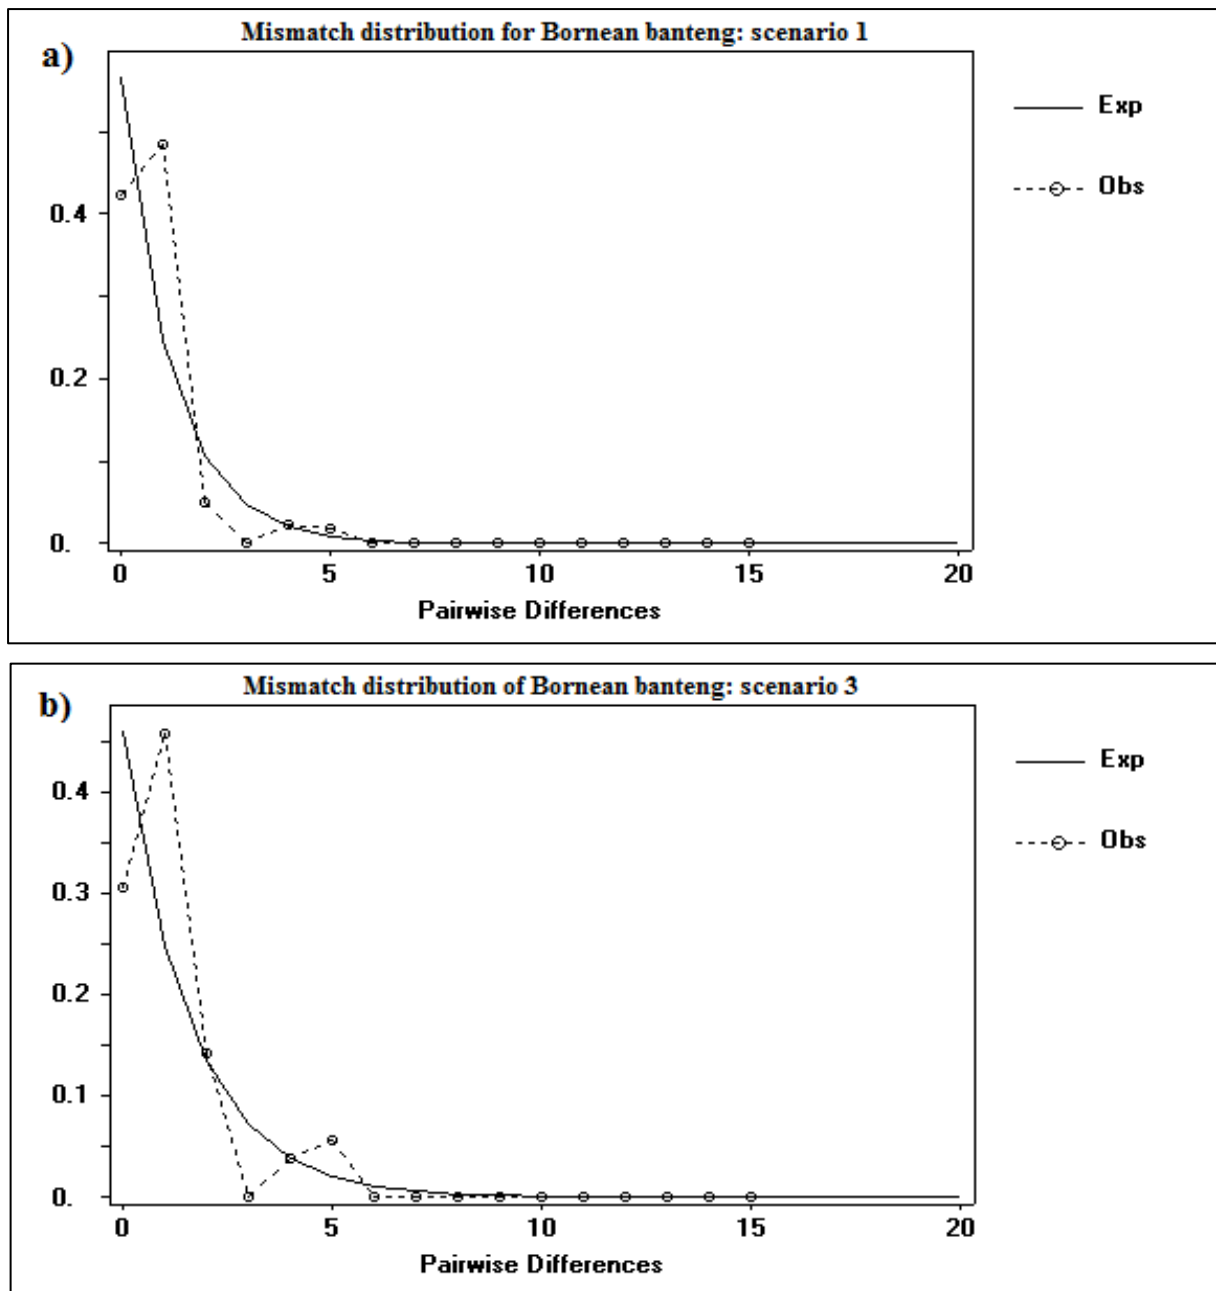 Mismatch distribution for Bornean banteng: scenario 1
a)
Exp
Obs
0.4
0.2
0.
0 5 10 15 20
Pairwise Differences
Mismatch distribution of Bornean banteng: scenario 3
b)
Exp
Obs
0.4
0.3
0.2
0.1
0.
0 5 10 15 20
Pairwise Differences